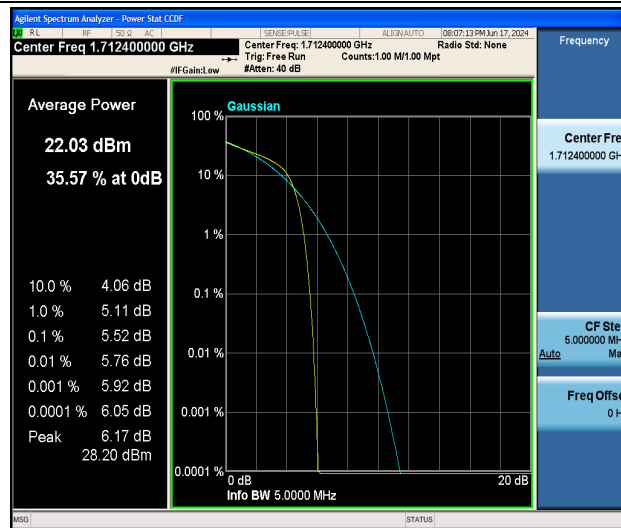 Agilent Spectrum Analyzer - Power Stat CCDF
RL RF 50 Ω AC SENSE:PULSE ALIGN AUTO 08:07:13 PM Jun 17, 2024
Center Freq 1.712400000 GHz
Center Freq: 1.712400000 GHz Radio Std: None
Trig: Free Run Counts:1.00 M/1.00 Mpt
#IFGain:Low #Atten: 40 dB
Frequency
Center Fre
1.712400000 GH
CF Ste
5.000000 MH
Auto Ma
Freq Offse
0 H
Average Power
22.03 dBm
35.57 % at 0dB
10.0 % 4.06 dB
1.0 % 5.11 dB
0.1 % 5.52 dB
0.01 % 5.76 dB
0.001 % 5.92 dB
0.0001 % 6.05 dB
Peak 6.17 dB
28.20 dBm
Gaussian
100 %
10 %
1 %
0.1 %
0.01 %
0.001 %
0.0001 %
0 dB 20 dB
Info BW 5.0000 MHz
MSG STATUS